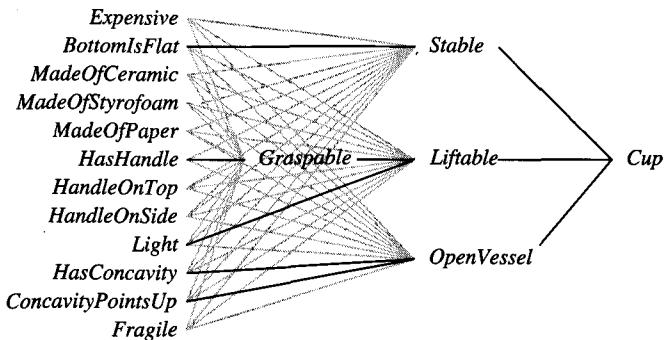 Expensive
BottomIsFlat
Stable
MadeOfCeramic
MadeOfStyrofoam
MadeOfPaper
HasHandle
Graspable
Liftable
Cup
HandleOnTop
HandleOnSide
Light
OpenVessel
HasConcavity
ConcavityPointsUp
Fragile